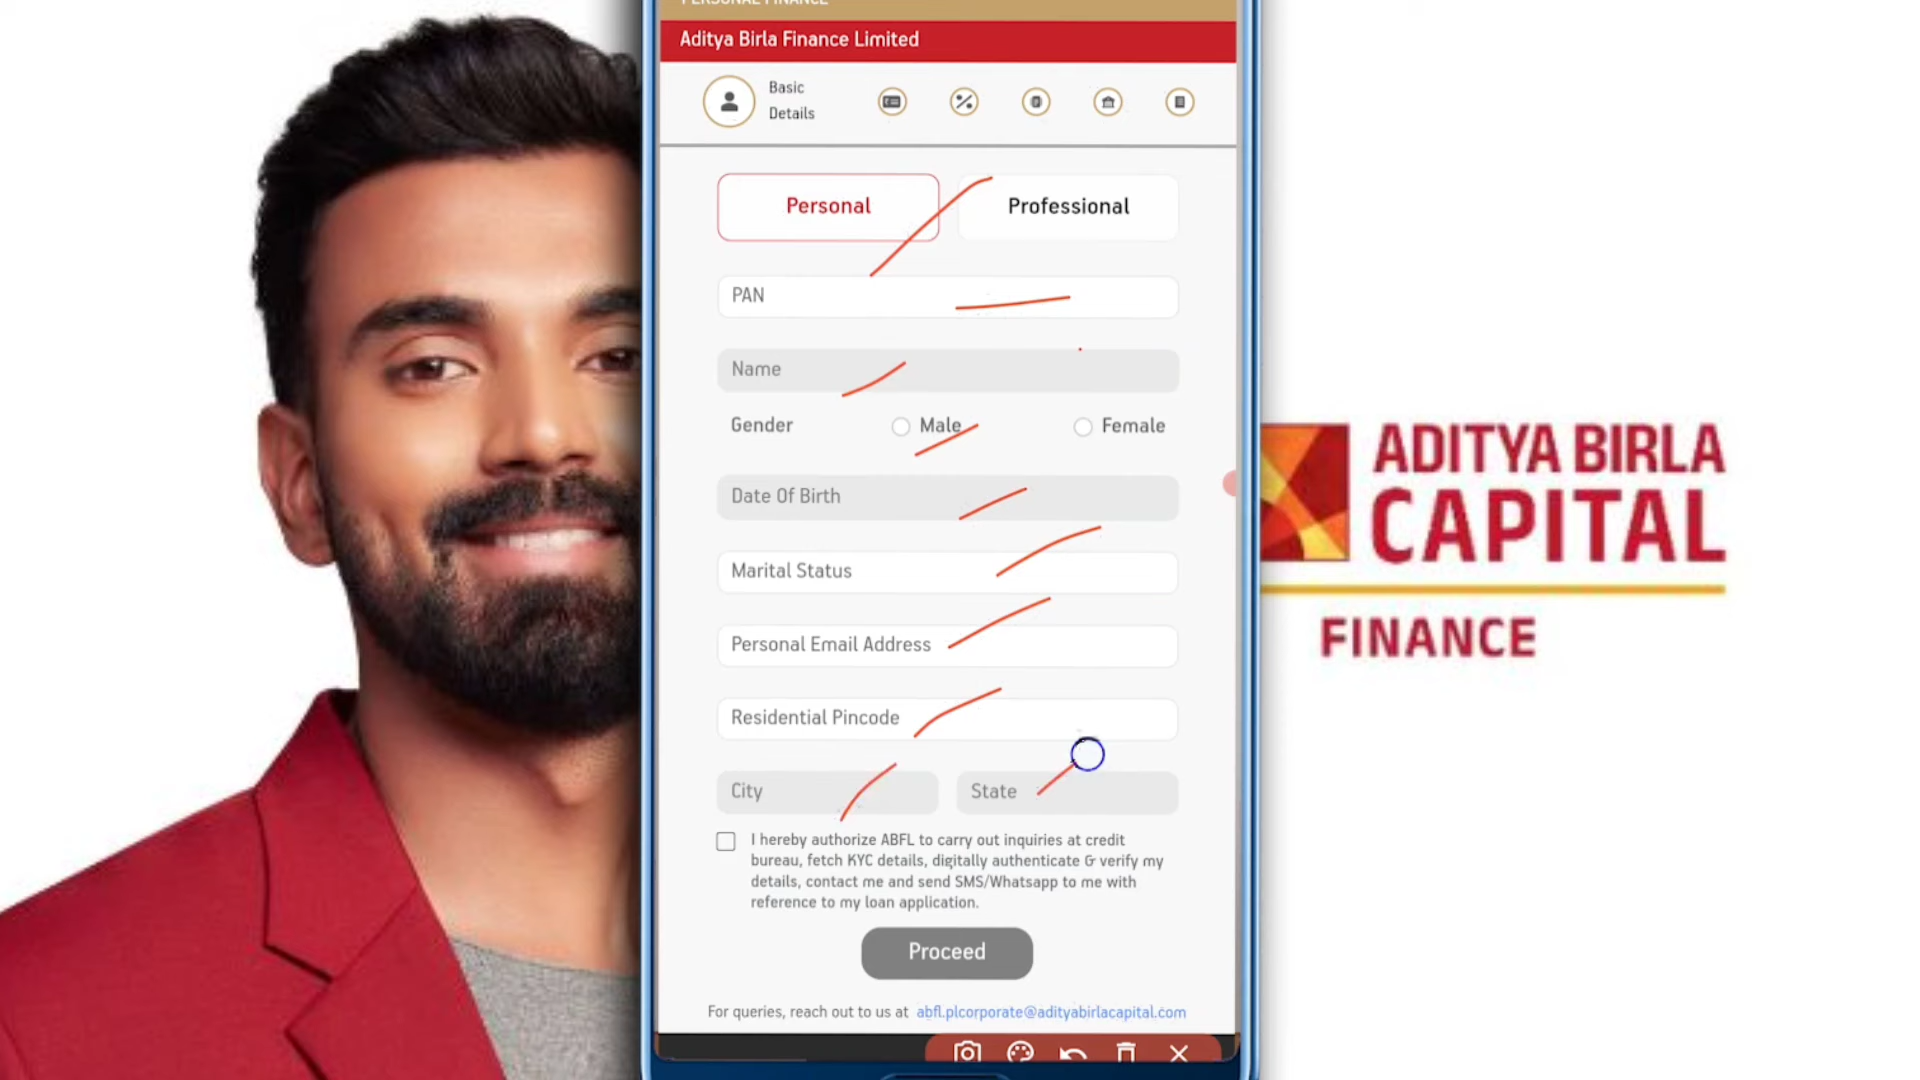 PERSONAL FINANCE
Aditya Birla Finance Limited
Basic
Details
Personal
Professional
PAN
Name
Gender
Male
Female
Date Of Birth
Marital Status
Personal Email Address
Residential Pincode
City
State
I hereby authorize ABFL to carry out inquiries at credit
bureau, fetch KYC details, digitally authenticate & verify my
details, contact me and send SMS/Whatsapp to me with
reference to my loan application.
Proceed
For queries, reach out to us at abfl.plcorporate@adityabirlacapital.com
ADITYA BIRLA
CAPITAL
FINANCE